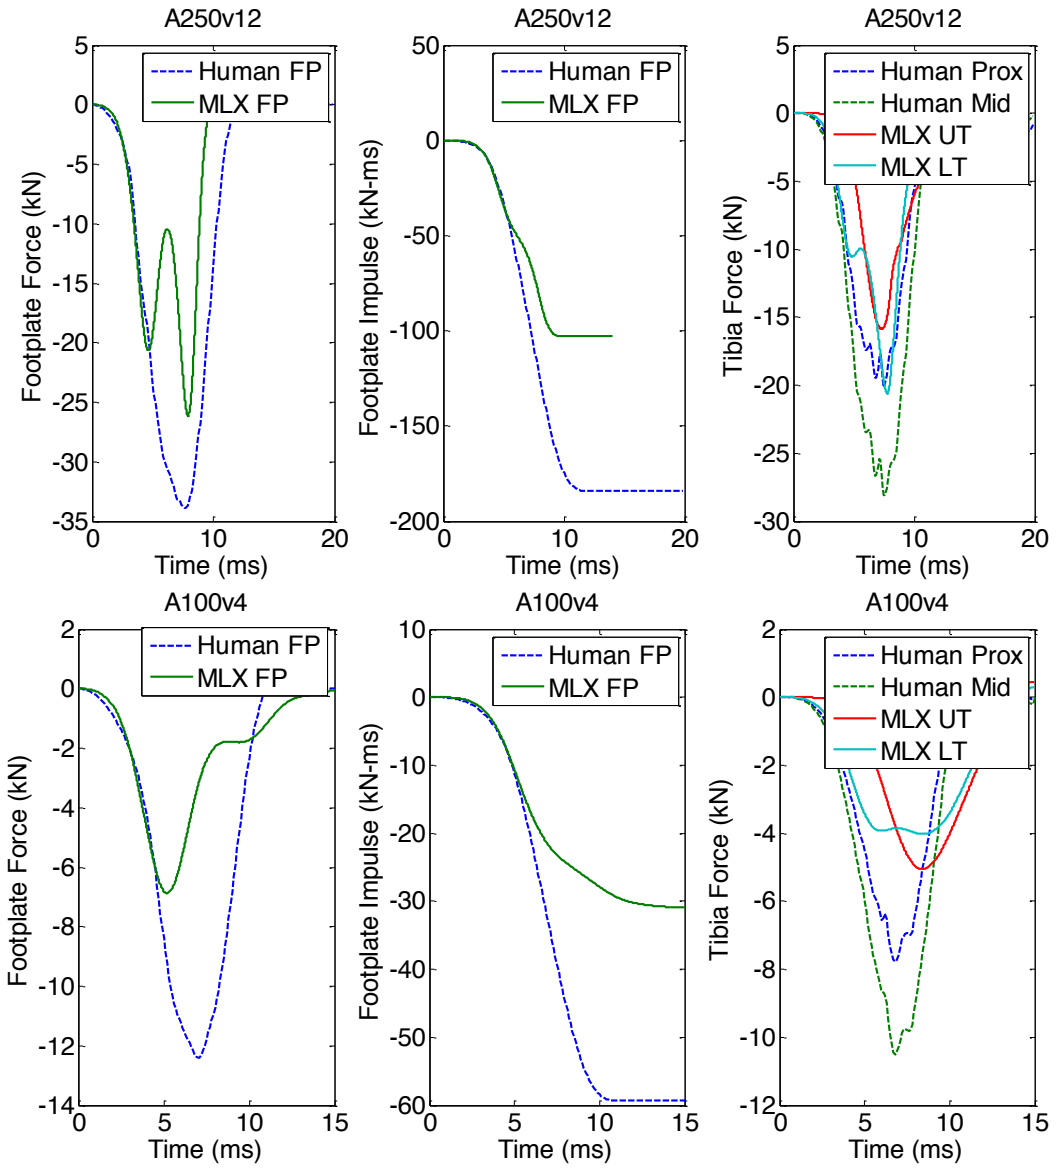 A250v12
Footplate Force (kN)
5
0
-5
-10
-15
-20
-25
-30
-35
0
10
20
Time (ms)
Human FP
MLX FP
A250v12
Footplate Impulse (kN-ms)
50
0
-50
-100
-150
-200
0
10
20
Time (ms)
Human FP
MLX FP
A250v12
Tibia Force (kN)
5
0
-5
-10
-15
-20
-25
-30
0
10
20
Time (ms)
Human Prox
Human Mid
MLX UT
MLX LT
A100v4
Footplate Force (kN)
2
0
-2
-4
-6
-8
-10
-12
-14
0
5
10
15
Time (ms)
Human FP
MLX FP
A100v4
Footplate Impulse (kN-ms)
10
0
-10
-20
-30
-40
-50
-60
0
5
10
15
Time (ms)
Human FP
MLX FP
A100v4
Tibia Force (kN)
2
0
-2
-4
-6
-8
-10
-12
0
5
10
15
Time (ms)
Human Prox
Human Mid
MLX UT
MLX LT